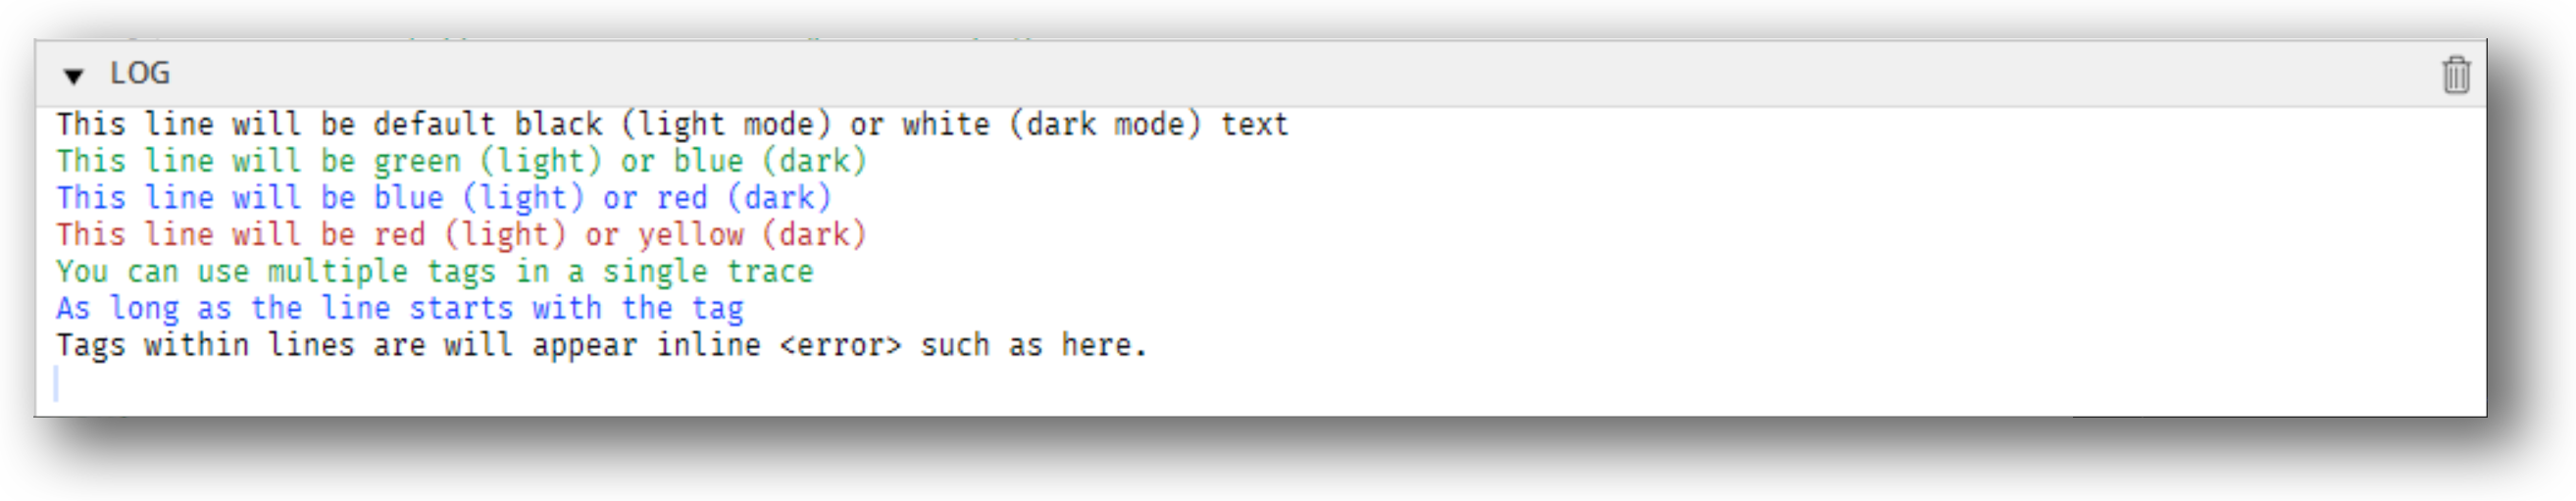 LOG
This line will be default black (light mode) or white (dark mode) text
This line will be green (light) or blue (dark)
This line will be blue (light) or red (dark)
This line will be red (light) or yellow (dark)
You can use multiple tags in a single trace
As long as the line starts with the tag
Tags within lines are will appear inline <error> such as here.